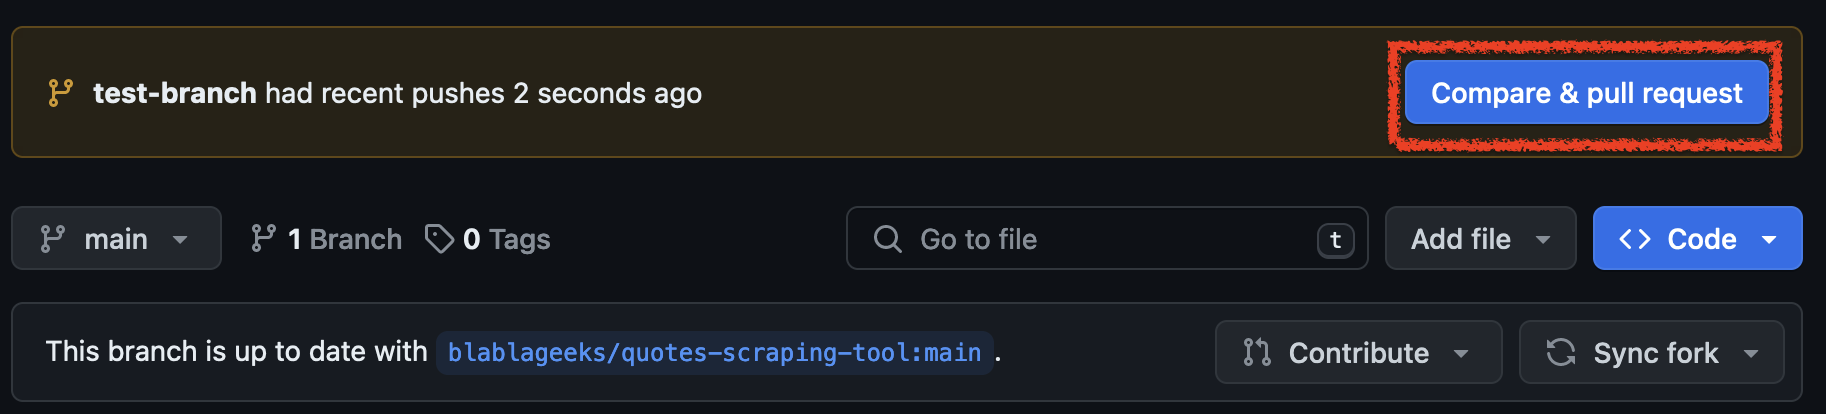 test-branch had recent pushes 2 seconds ago
Compare & pull request
main
1 Branch
0 Tags
Go to file
t
Add file
Code
This branch is up to date with blablageeks/quotes-scraping-tool:main .
Contribute
Sync fork